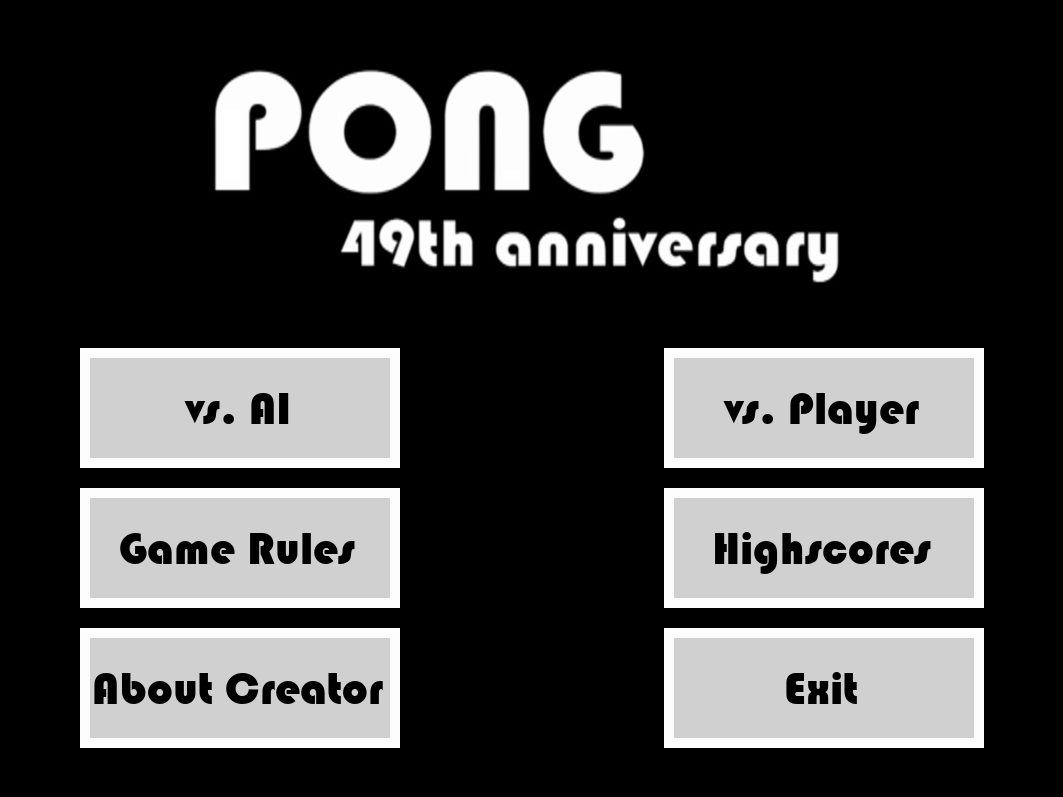 PONG
49th anniversary
vs. AI
vs. Player
Game Rules
Highscores
About Creator
Exit